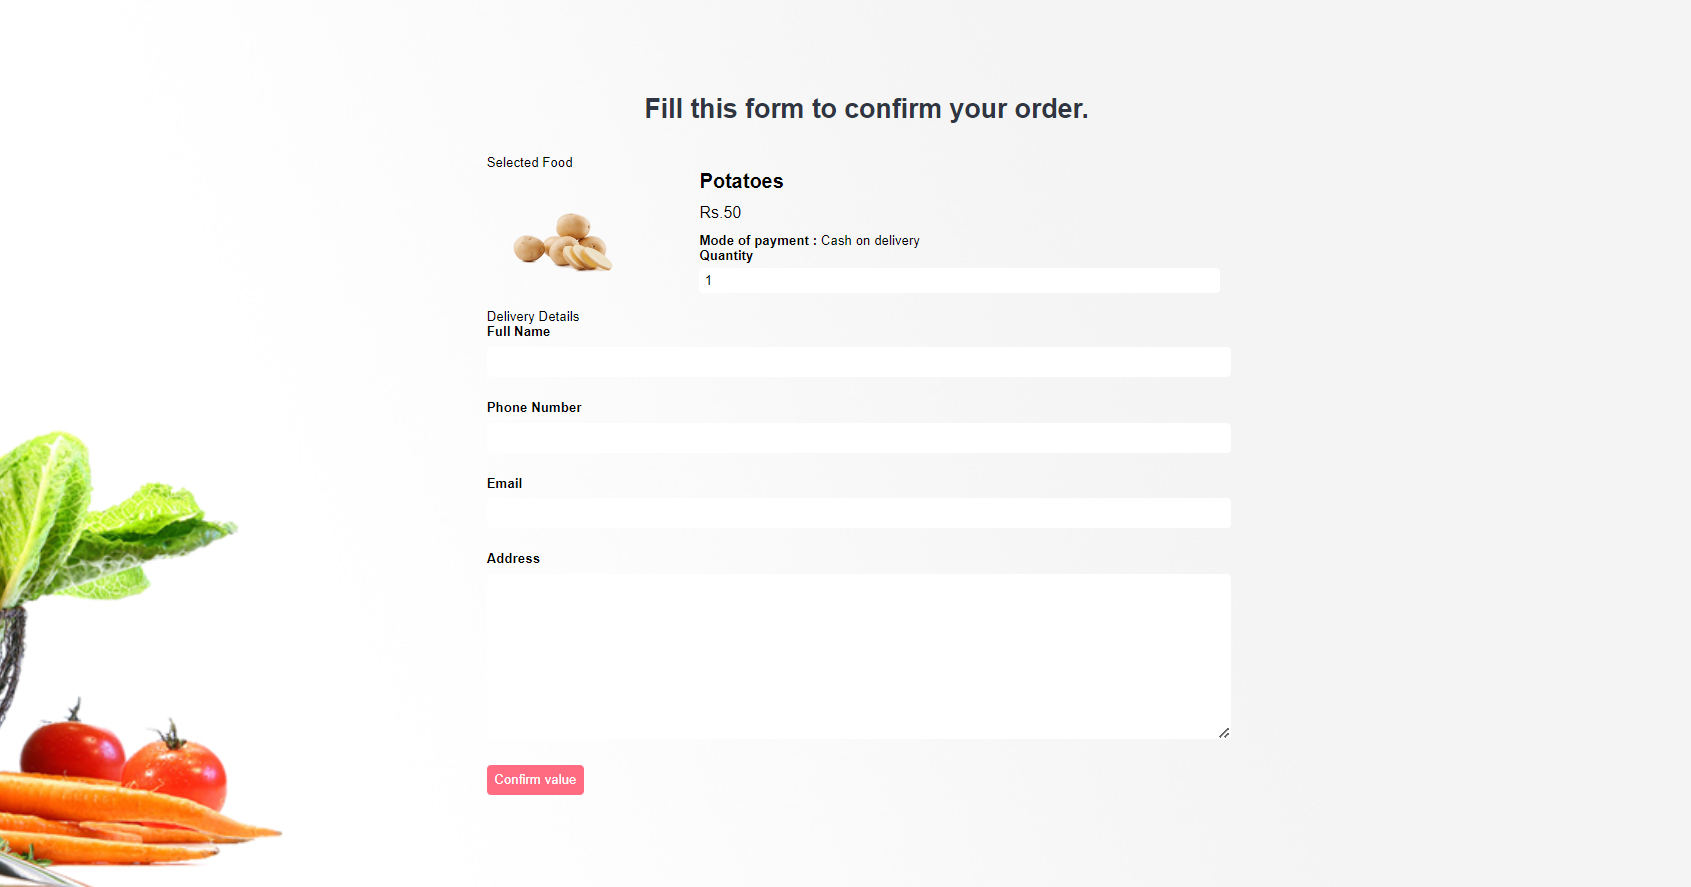 Fill this form to confirm your order.
Selected Food
Potatoes
Rs.50
Mode of payment : Cash on delivery
Quantity
1
Delivery Details
Full Name
Phone Number
Email
Address
Confirm value